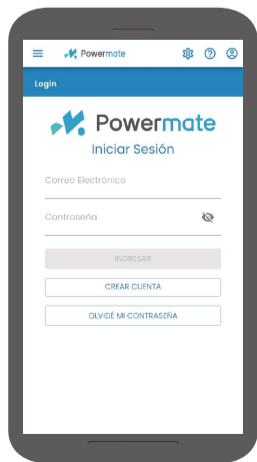 Powermate
Login
Powermate
Iniciar Sesión
Correo Electrónico
Contraseña
INGRESAR
CREAR CUENTA
OLVIDÉ MI CONTRASEÑA